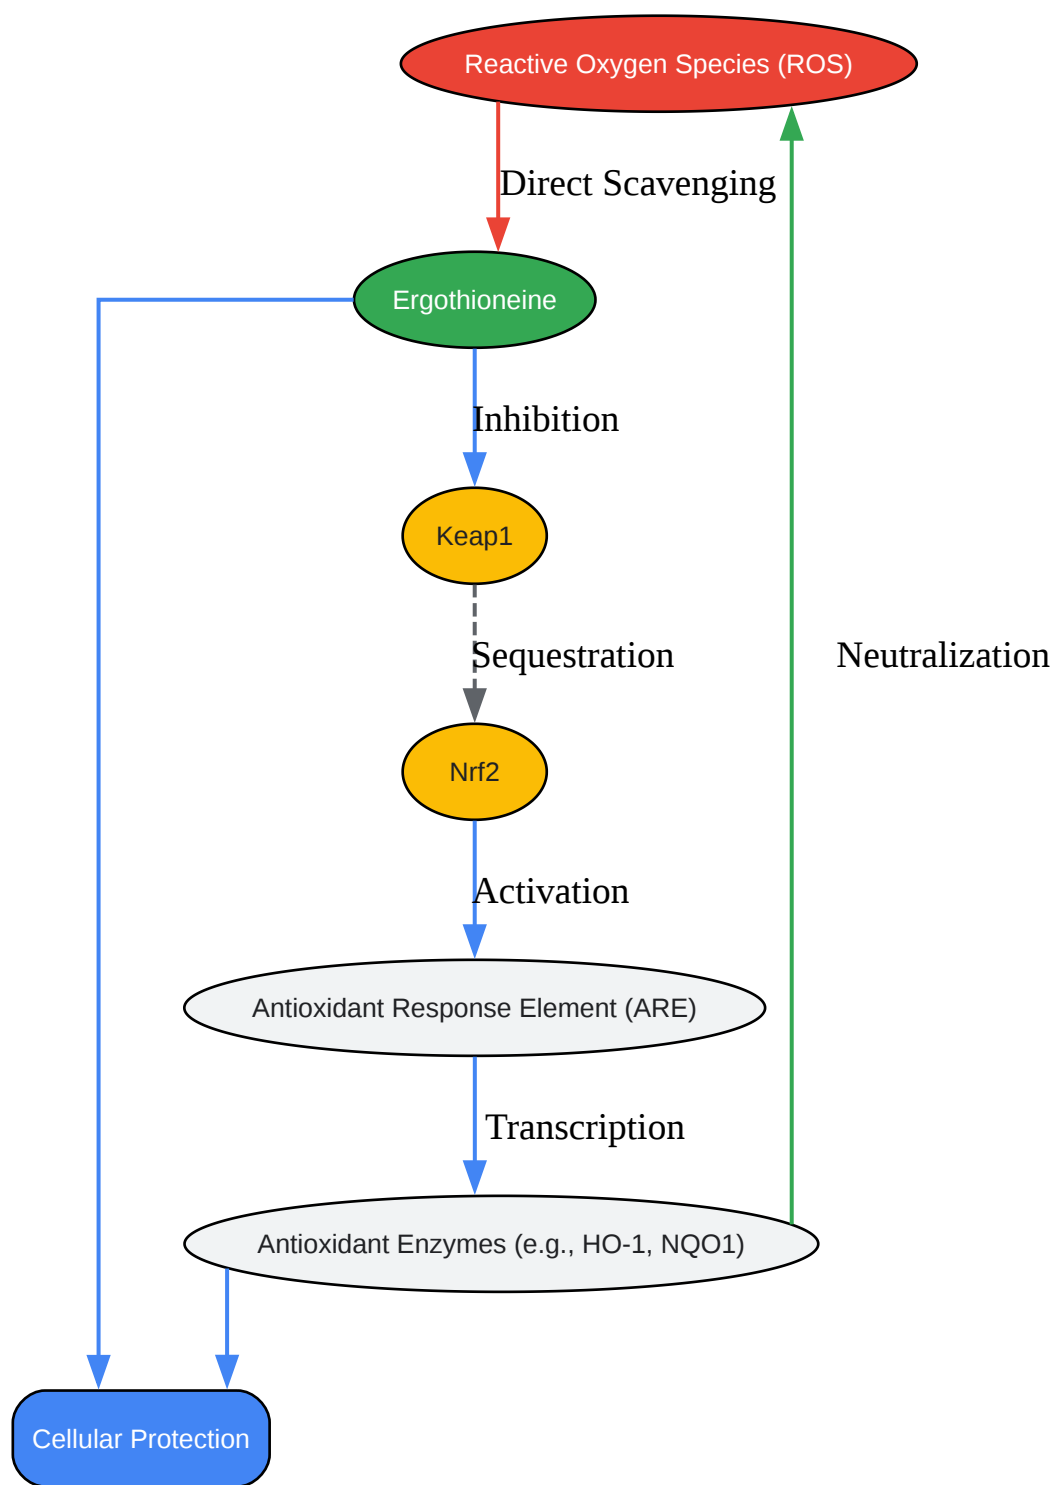 Reactive Oxygen Species (ROS)
Direct Scavenging
Ergothioneine
Inhibition
Keap1
Sequestration
Neutralization
Nrf2
Activation
Antioxidant Response Element (ARE)
Transcription
Antioxidant Enzymes (e.g., HO-1, NQO1)
Cellular Protection